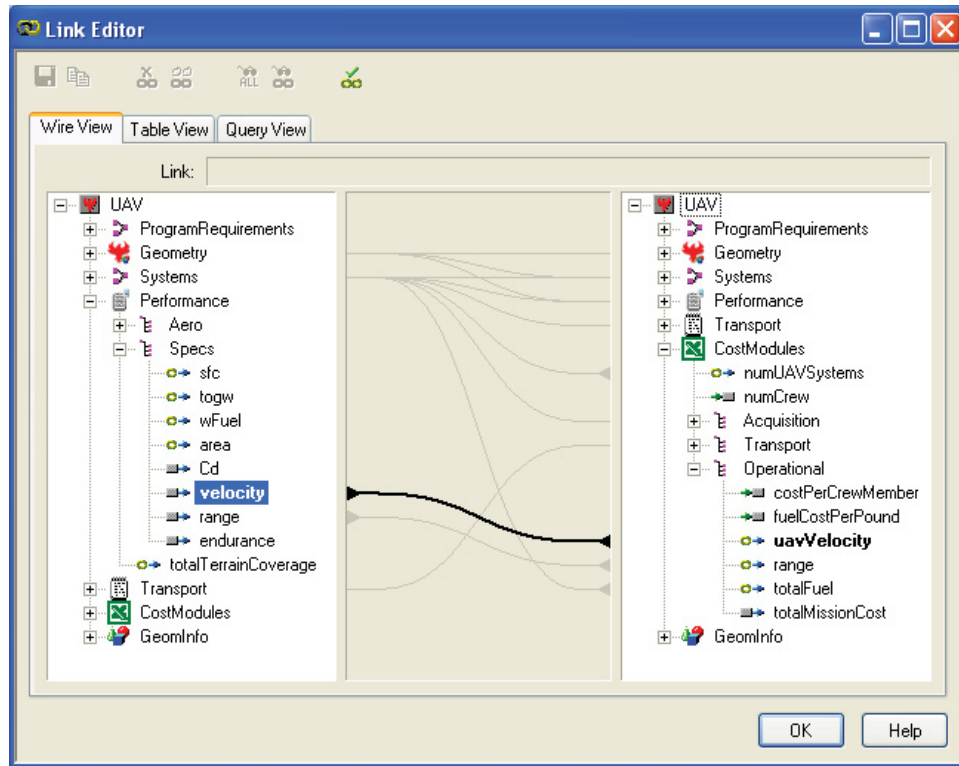 Link Editor
ALL
Wire View
Table View
Query View
Link:
UAV
ProgramRequirements
Geometry
Systems
Performance
Aero
Specs
sfc
togw
wFuel
area
Cd
velocity
range
endurance
totalTerrainCoverage
Transport
CostModules
GeomInfo
UAV
ProgramRequirements
Geometry
Systems
Performance
Transport
CostModules
numUAVSystems
numCrew
Acquisition
Transport
Operational
costPerCrewMember
fuelCostPerPound
uavVelocity
range
totalFuel
totalMissionCost
GeomInfo
OK
Help